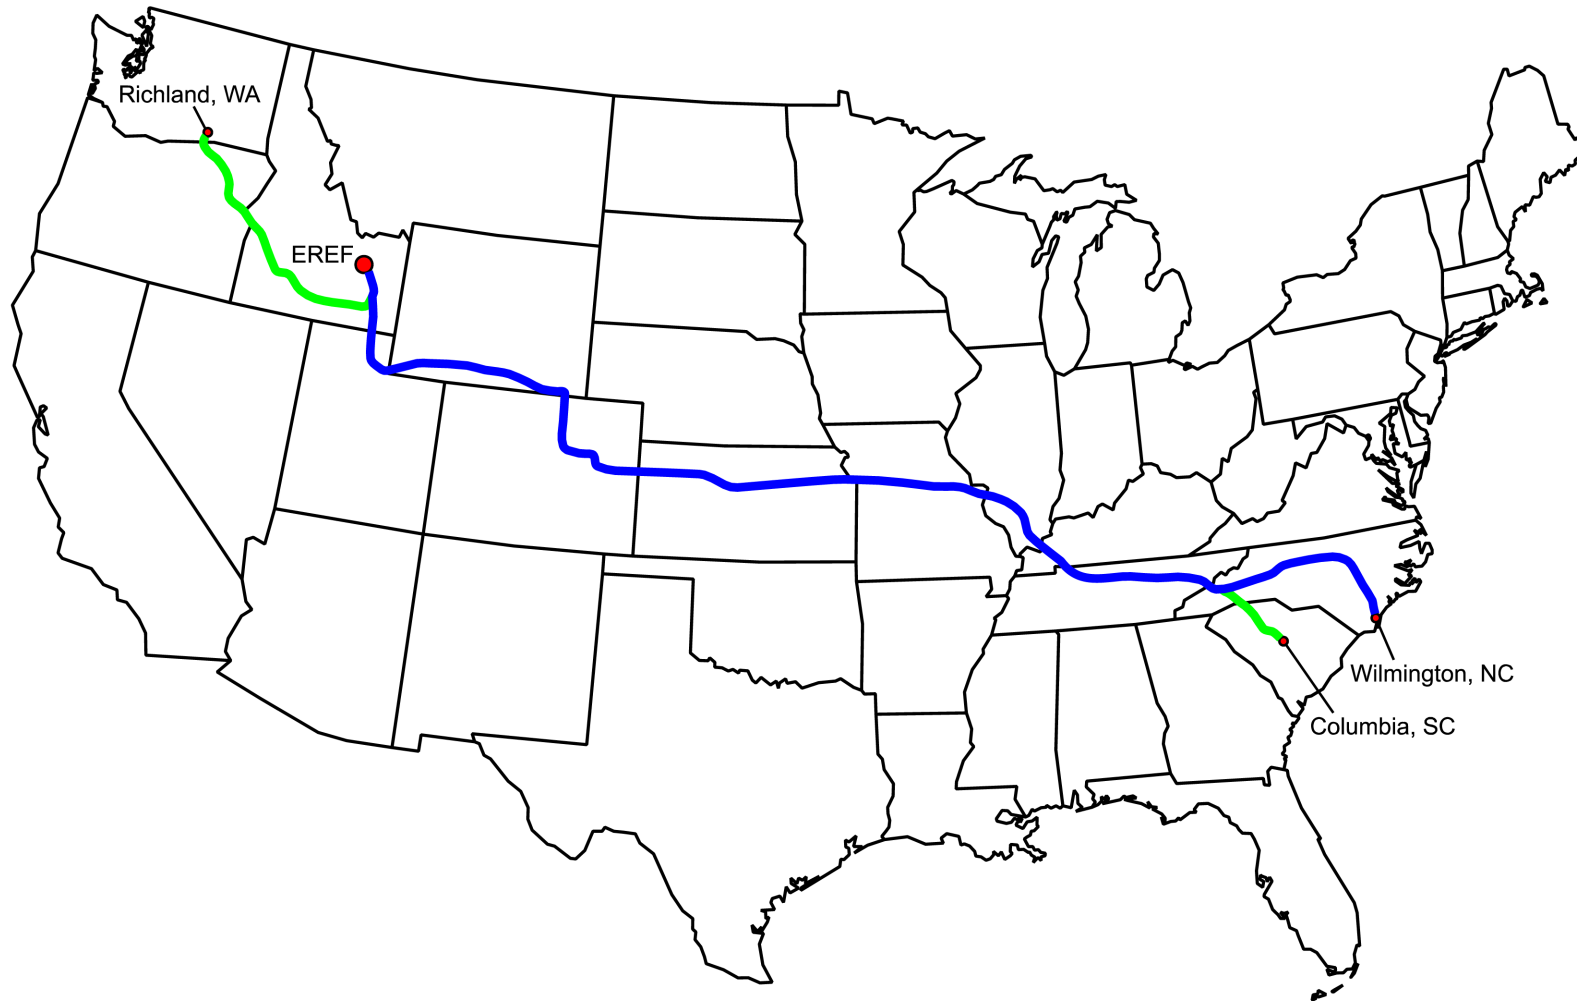 Richland, WA
EREF
Wilmington, NC
Columbia, SC